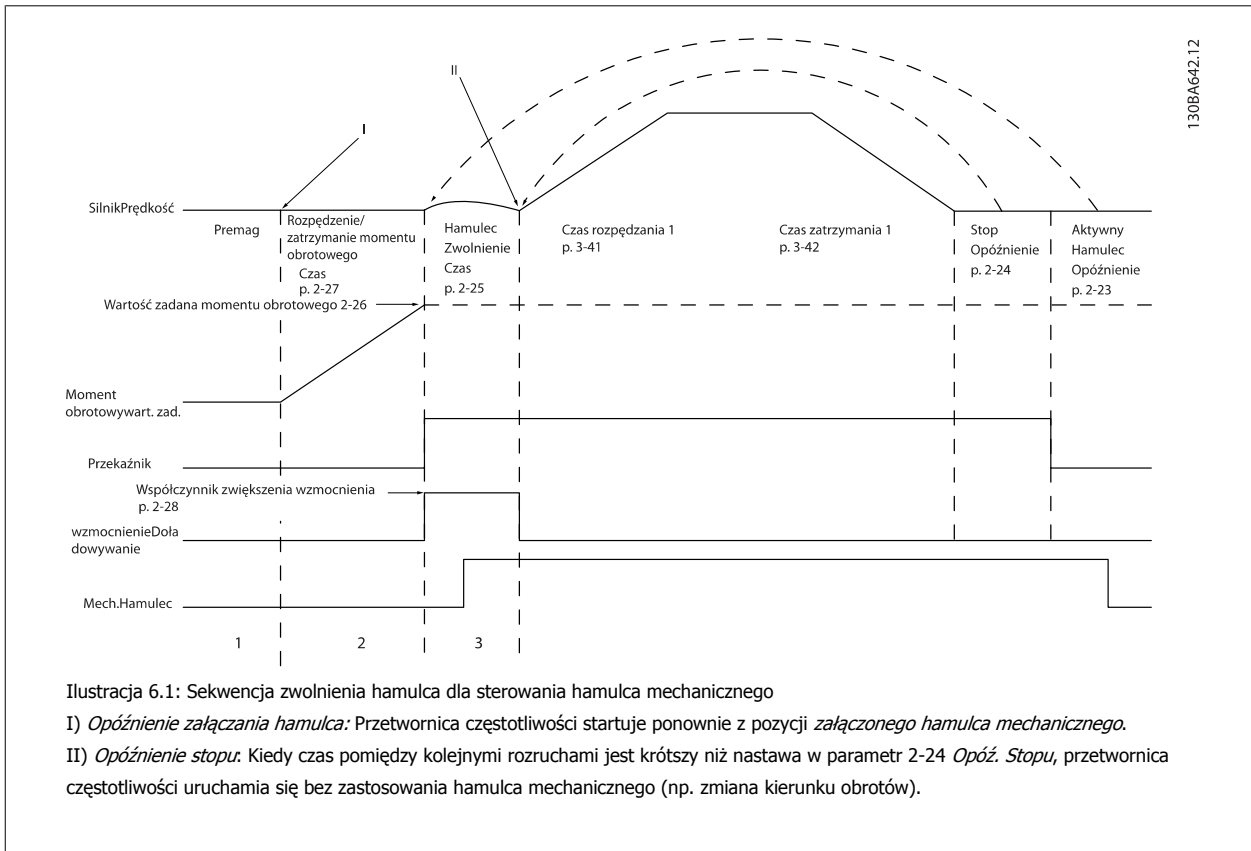 130BA642.12
II
I
SilnikPrędkość
Premag
Rozpędzenie/
zatrzymanie momentu
obrotowego
Czas
p. 2-27
Hamulec
Zwolnienie
Czas
p. 2-25
Czas rozpędzania 1
p. 3-41
Czas zatrzymania 1
p. 3-42
Stop
Opóźnienie
p. 2-24
Aktywny
Hamulec
Opóźnienie
p. 2-23
Wartość zadana momentu obrotowego 2-26
Moment
obrotowywart. zad.
Przekaźnik
Współczynnik zwiększenia wzmocnienia
p. 2-28
wzmocnienieDoła
dowywanie
Mech.Hamulec
1
2
3
Ilustracja 6.1: Sekwencja zwolnienia hamulca dla sterowania hamulca mechanicznego
I) Opóźnienie załączania hamulca: Przetwornica częstotliwości startuje ponownie z pozycji załączonego hamulca mechanicznego.
II) Opóźnienie stopu: Kiedy czas pomiędzy kolejnymi rozruchami jest krótszy niż nastawa w parametr 2-24 Opóź. Stopu, przetwornica
częstotliwości uruchamia się bez zastosowania hamulca mechanicznego (np. zmiana kierunku obrotów).